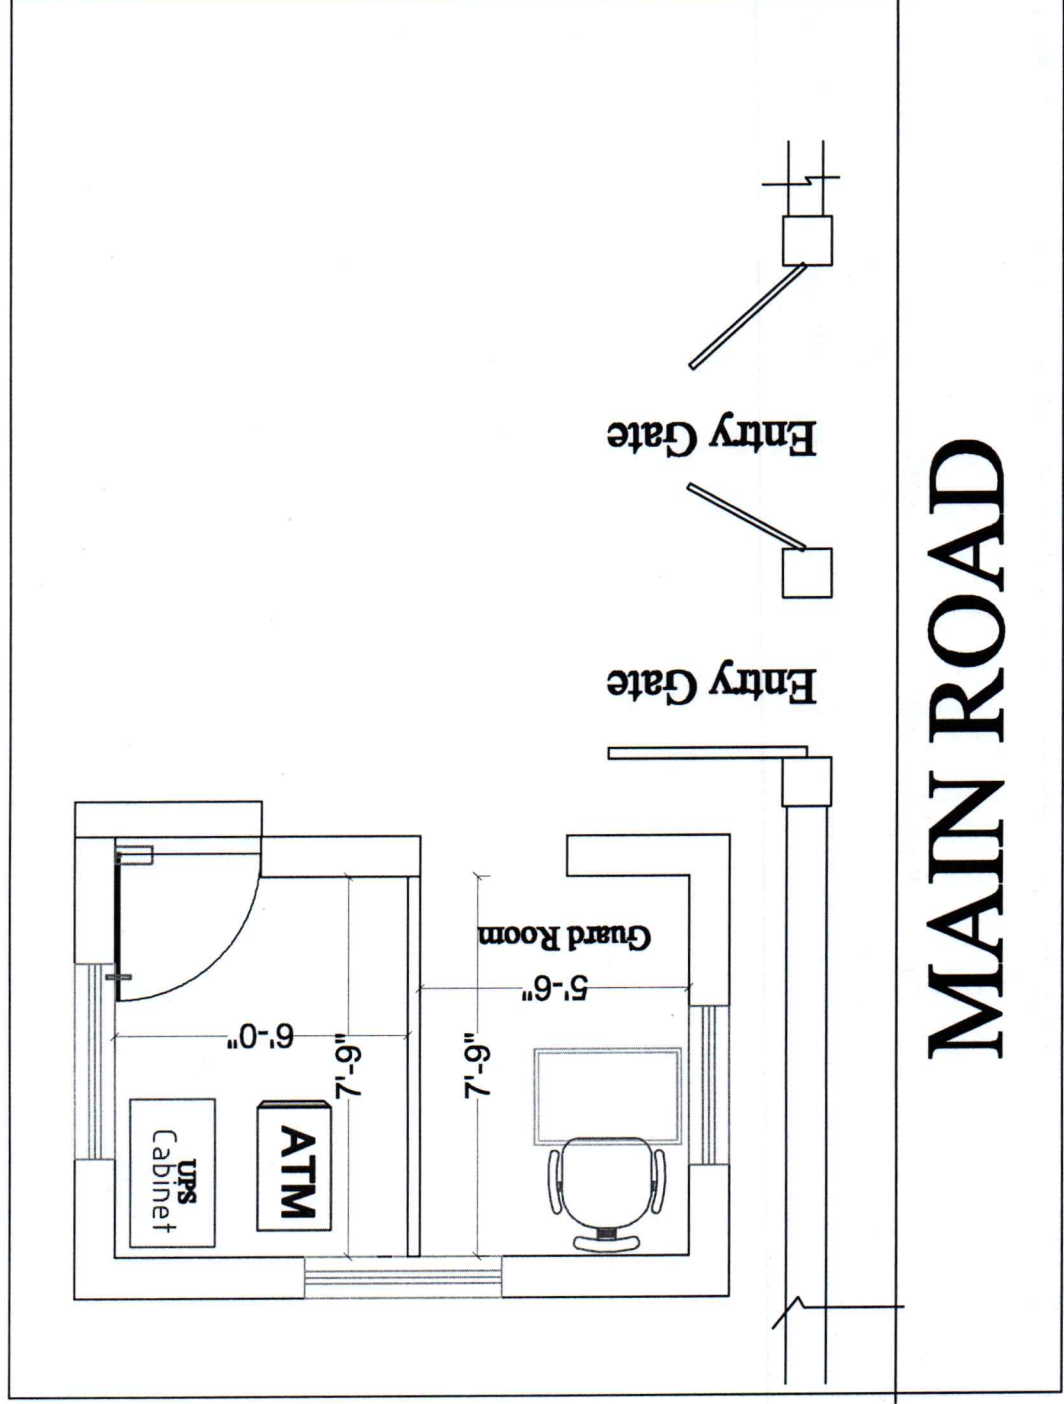 Entry Gate
Entry Gate
MAIN ROAD
Guard Room
5'-6"
6'-0"
7'-9"
7'-9"
UPS
Cabinet
ATM